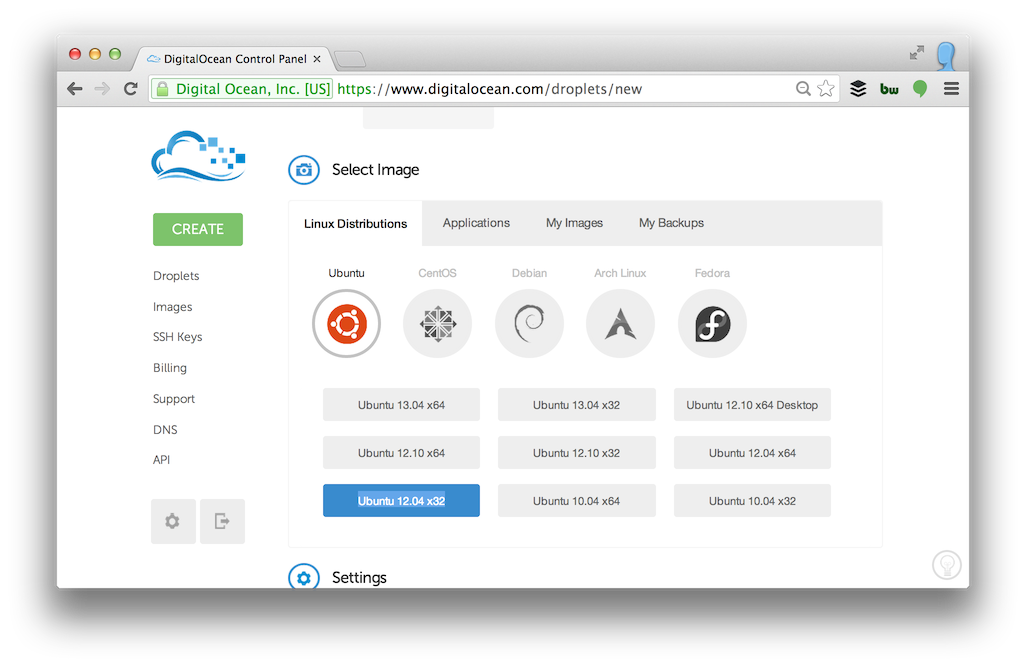 DigitalOcean Control Panel
Digital Ocean, Inc. [US] https://www.digitalocean.com/droplets/new
bw
Select Image
CREATE
Droplets
Images
SSH Keys
Billing
Support
DNS
API
Linux Distributions Applications My Images My Backups
Ubuntu CentOS Debian Arch Linux Fedora
Ubuntu 13.04 x64 Ubuntu 13.04 x32 Ubuntu 12.10 x64 Desktop
Ubuntu 12.10 x64 Ubuntu 12.10 x32 Ubuntu 12.04 x64
Ubuntu 12.04 x32 Ubuntu 10.04 x64 Ubuntu 10.04 x32
Settings